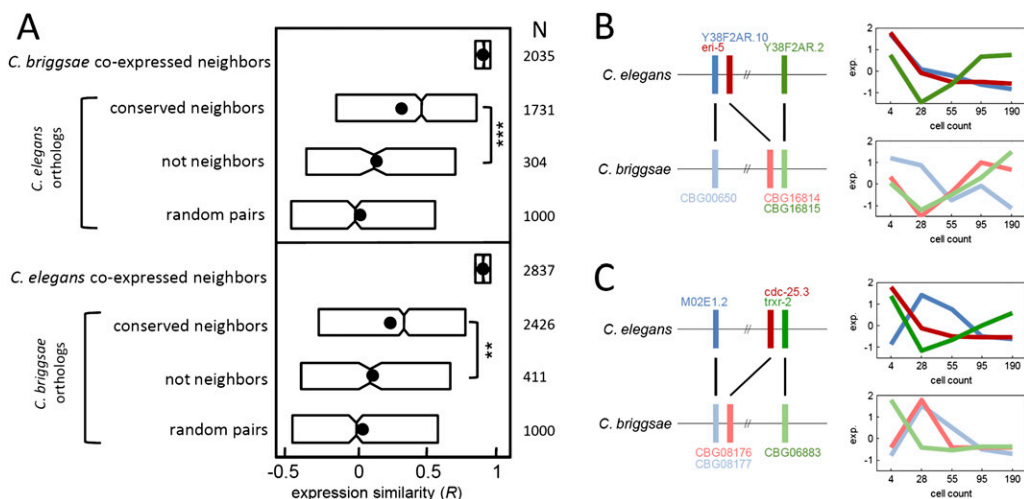 A
N
C. briggsae co-expressed neighbors
2035
conserved neighbors
1731
not neighbors
304
random pairs
1000
C. elegans
orthologs
***
C. elegans co-expressed neighbors
2837
conserved neighbors
2426
not neighbors
411
random pairs
1000
C. briggsae
orthologs
**
-0.5
0
0.5
1
expression similarity (R)
B
Y38F2AR.10
eri-5
Y38F2AR.2
C. elegans
//
C. briggsae
//
CBG00650
CBG16814
CBG16815
exp.
2
1
0
-1
4 28 55 95 190
cell count
exp.
2
1
0
-1
4 28 55 95 190
cell count
C
M02E1.2
cdc-25.3
trxr-2
C. elegans
//
C. briggsae
//
CBG08176
CBG08177
CBG06883
exp.
2
1
0
-1
4 28 55 95 190
cell count
exp.
2
1
0
-1
4 28 55 95 190
cell count